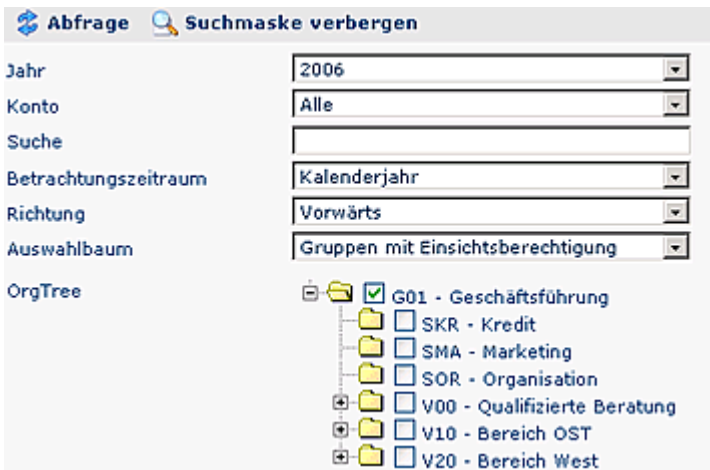 Abfrage Suchmaske verbergen
Jahr 2006
Konto Alle
Suche
Betrachtungszeitraum Kalenderjahr
Richtung Vorwärts
Auswahlbaum Gruppen mit Einsichtsberechtigung
OrgTree G01 - Geschäftsführung
SKR - Kredit
SMA - Marketing
SOR - Organisation
V00 - Qualifizierte Beratung
V10 - Bereich OST
V20 - Bereich West